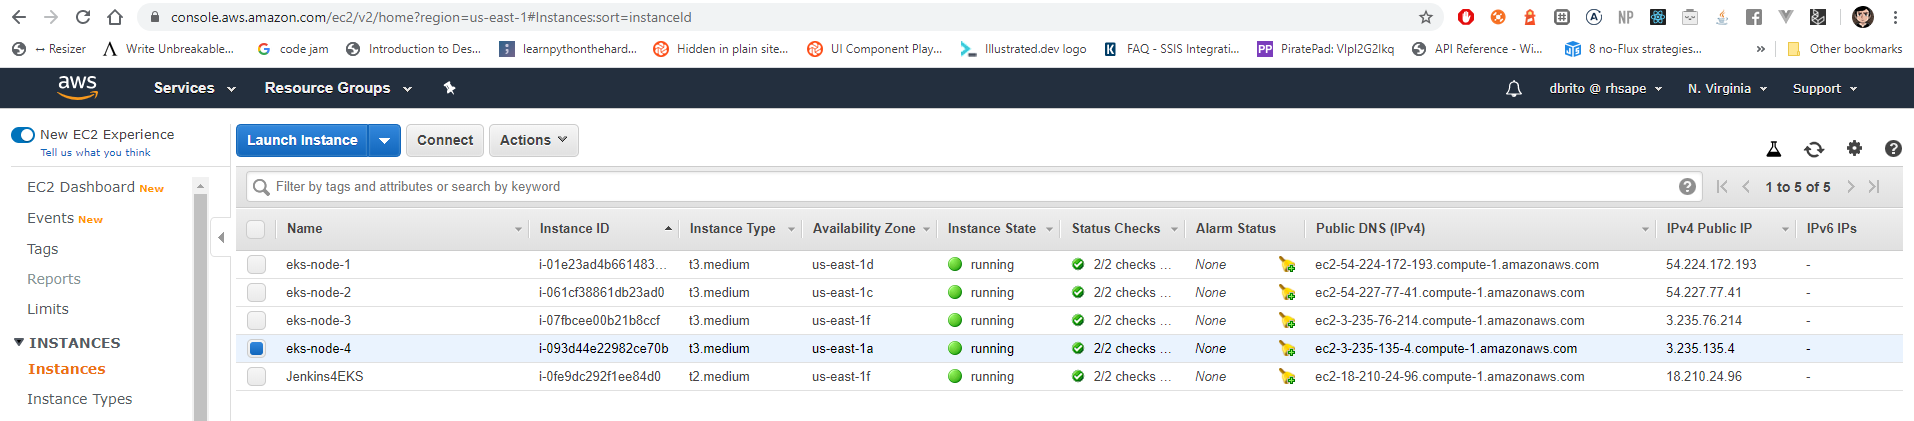 console.aws.amazon.com/ec2/v2/home?region=us-east-1#Instances:sort=instanceId
↔ Resizer Write Unbreakable... code jam Introduction to Des... learnpythonthehard... Hidden in plain site... UI Component Play... Illustrated.dev logo FAQ - SSIS Integrati... PiratePad: VIpI2G2Ikq API Reference - Wi... 8 no-Flux strategies... » Other bookmarks
aws Services Resource Groups dbrito @ rhsape N. Virginia Support
New EC2 Experience
Tell us what you think
Launch Instance Connect Actions
EC2 Dashboard New
Events New
Tags
Reports
Limits
INSTANCES
Instances
Instance Types
Filter by tags and attributes or search by keyword 1 to 5 of 5
Name Instance ID Instance Type Availability Zone Instance State Status Checks Alarm Status Public DNS (IPv4) IPv4 Public IP IPv6 IPs
eks-node-1 i-01e23ad4b661483... t3.medium us-east-1d running 2/2 checks ... None ec2-54-224-172-193.compute-1.amazonaws.com 54.224.172.193 -
eks-node-2 i-061cf38861db23ad0 t3.medium us-east-1c running 2/2 checks ... None ec2-54-227-77-41.compute-1.amazonaws.com 54.227.77.41 -
eks-node-3 i-07fbcee00b21b8ccf t3.medium us-east-1f running 2/2 checks ... None ec2-3-235-76-214.compute-1.amazonaws.com 3.235.76.214 -
eks-node-4 i-093d44e22982ce70b t3.medium us-east-1a running 2/2 checks ... None ec2-3-235-135-4.compute-1.amazonaws.com 3.235.135.4 -
Jenkins4EKS i-0fe9dc292f1ee84d0 t2.medium us-east-1f running 2/2 checks ... None ec2-18-210-24-96.compute-1.amazonaws.com 18.210.24.96 -